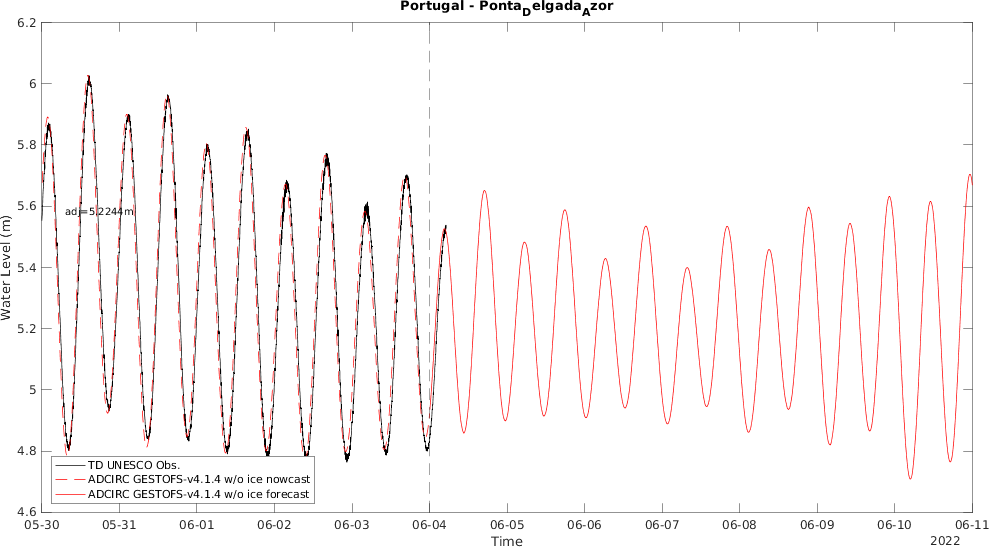 Portugal - PontaDelgadaAzor
6.2
6
5.8
5.6
5.4
5.2
5
4.8
4.6
Water Level (m)
adj=5.2244m
TD UNESCO Obs.
ADCIRC GESTOFS-v4.1.4 w/o ice nowcast
ADCIRC GESTOFS-v4.1.4 w/o ice forecast
05-30 05-31 06-01 06-02 06-03 06-04 06-05 06-06 06-07 06-08 06-09 06-10 06-11
Time
2022